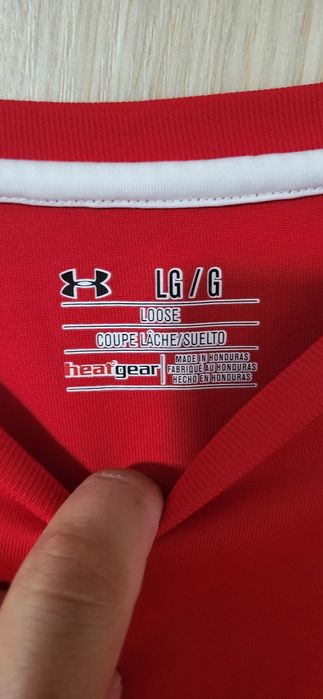 LG / G
LOOSE
COUPE LÂCHE/SUELTO
heatgear
MADE IN HONDURAS
FABRIQUÉ AU HONDURAS
HECHO EN HONDURAS